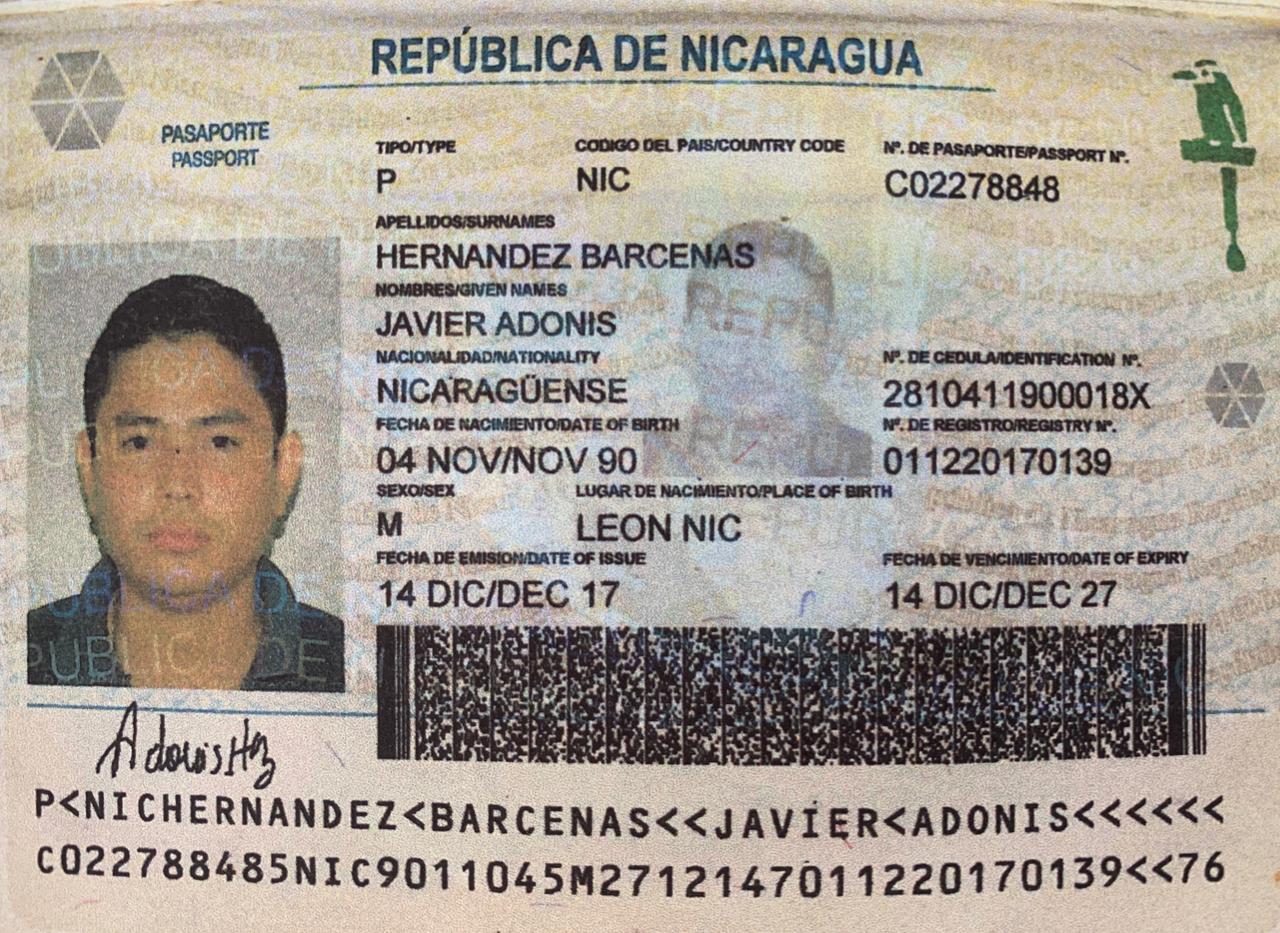 REPÚBLICA DE NICARAGUA
PASAPORTE
PASSPORT
TIPO/TYPE CODIGO DEL PAIS/COUNTRY CODE Nº. DE PASAPORTE/PASSPORT Nº.
P NIC C02278848
APELLIDOS/SURNAMES
HERNANDEZ BARCENAS
NOMBRES/GIVEN NAMES
JAVIER ADONIS
NACIONALIDAD/NATIONALITY Nº. DE CEDULA/IDENTIFICATION Nº.
NICARAGÜENSE 2810411900018X
FECHA DE NACIMIENTO/DATE OF BIRTH Nº. DE REGISTRO/REGISTRY Nº.
04 NOV/NOV 90 011220170139
SEXO/SEX LUGAR DE NACIMIENTO/PLACE OF BIRTH
M LEON NIC
FECHA DE EMISION/DATE OF ISSUE FECHA DE VENCIMIENTO/DATE OF EXPIRY
14 DIC/DEC 17 14 DIC/DEC 27
Adonis Hz
P<NICHERNANDEZ<BARCENAS<<JAVIER<ADONIS<<<<<<
C022788485NIC9011045M2712147011220170139<<76